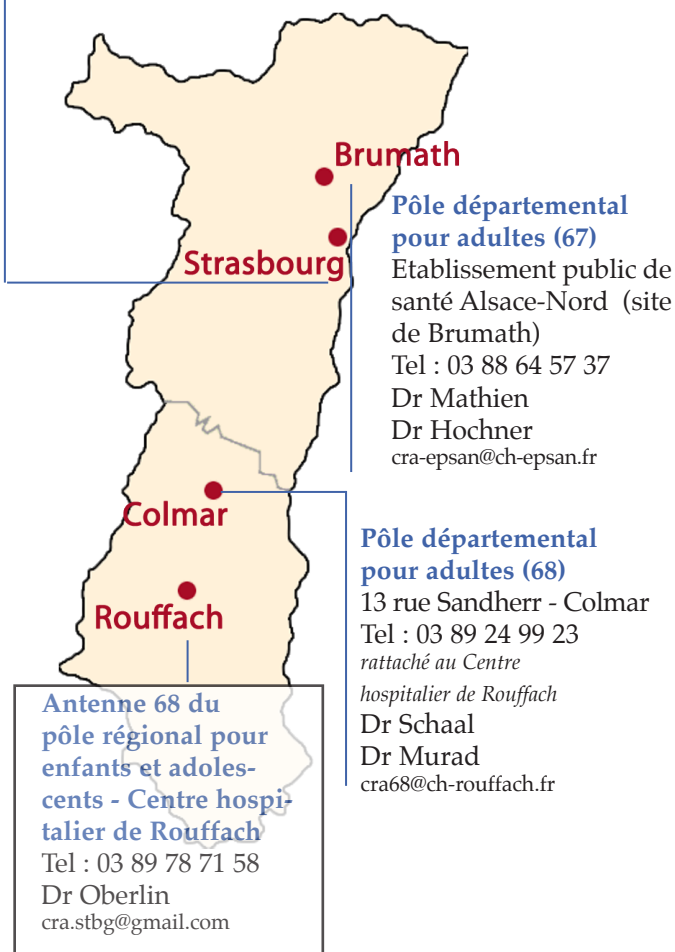 Brumath
Strasbourg
Pôle départemental
pour adultes (67)
Etablissement public de
santé Alsace-Nord (site
de Brumath)
Tel : 03 88 64 57 37
Dr Mathien
Dr Hochner
cra-epsan@ch-epsan.fr
Colmar
Rouffach
Pôle départemental
pour adultes (68)
13 rue Sandherr - Colmar
Tel : 03 89 24 99 23
rattaché au Centre
hospitalier de Rouffach
Dr Schaal
Dr Murad
cra68@ch-rouffach.fr
Antenne 68 du
pôle régional pour
enfants et adoles-
cents - Centre hospi-
talier de Rouffach
Tel : 03 89 78 71 58
Dr Oberlin
cra.stbg@gmail.com